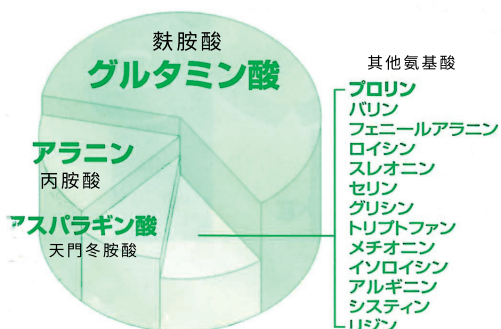 麩胺酸
グルタミン酸
アラニン
丙胺酸
アスパラギン酸
天門冬胺酸
其他氨基酸
プロリン
バリン
フェニールアラニン
ロイシン
スレオニン
セリン
グリシン
トリプトファン
メチオニン
イソロイシン
アルギニン
システィン
リジン